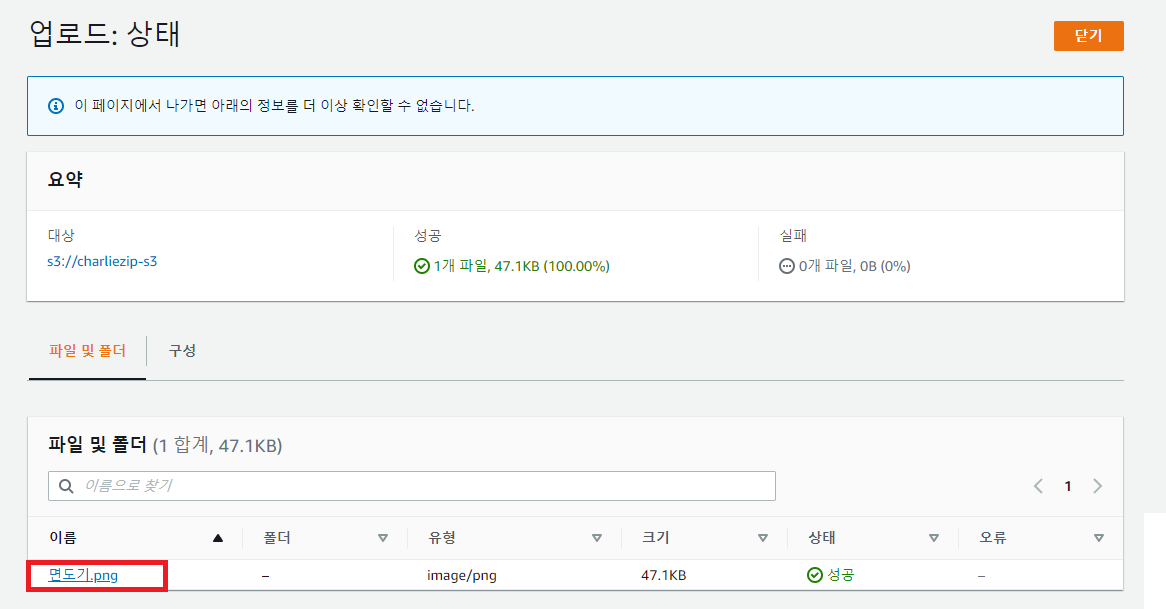 업로드: 상태
닫기
이 페이지에서 나가면 아래의 정보를 더 이상 확인할 수 없습니다.
요약
대상
s3://charliezip-s3
성공
1개 파일, 47.1KB (100.00%)
실패
0개 파일, 0B (0%)
파일 및 폴더
구성
파일 및 폴더 (1 합계, 47.1KB)
이름으로 찾기
1
이름 폴더 유형 크기 상태 오류
면도기.png – image/png 47.1KB 성공 –